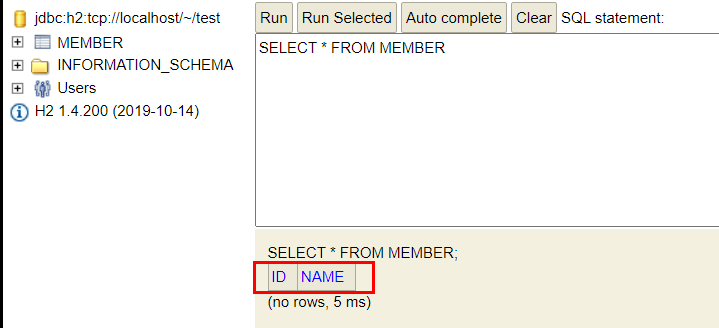 jdbc:h2:tcp://localhost/~/test
MEMBER
INFORMATION_SCHEMA
Users
H2 1.4.200 (2019-10-14)
Run Run Selected Auto complete Clear SQL statement:
SELECT * FROM MEMBER
SELECT * FROM MEMBER;
ID NAME
(no rows, 5 ms)